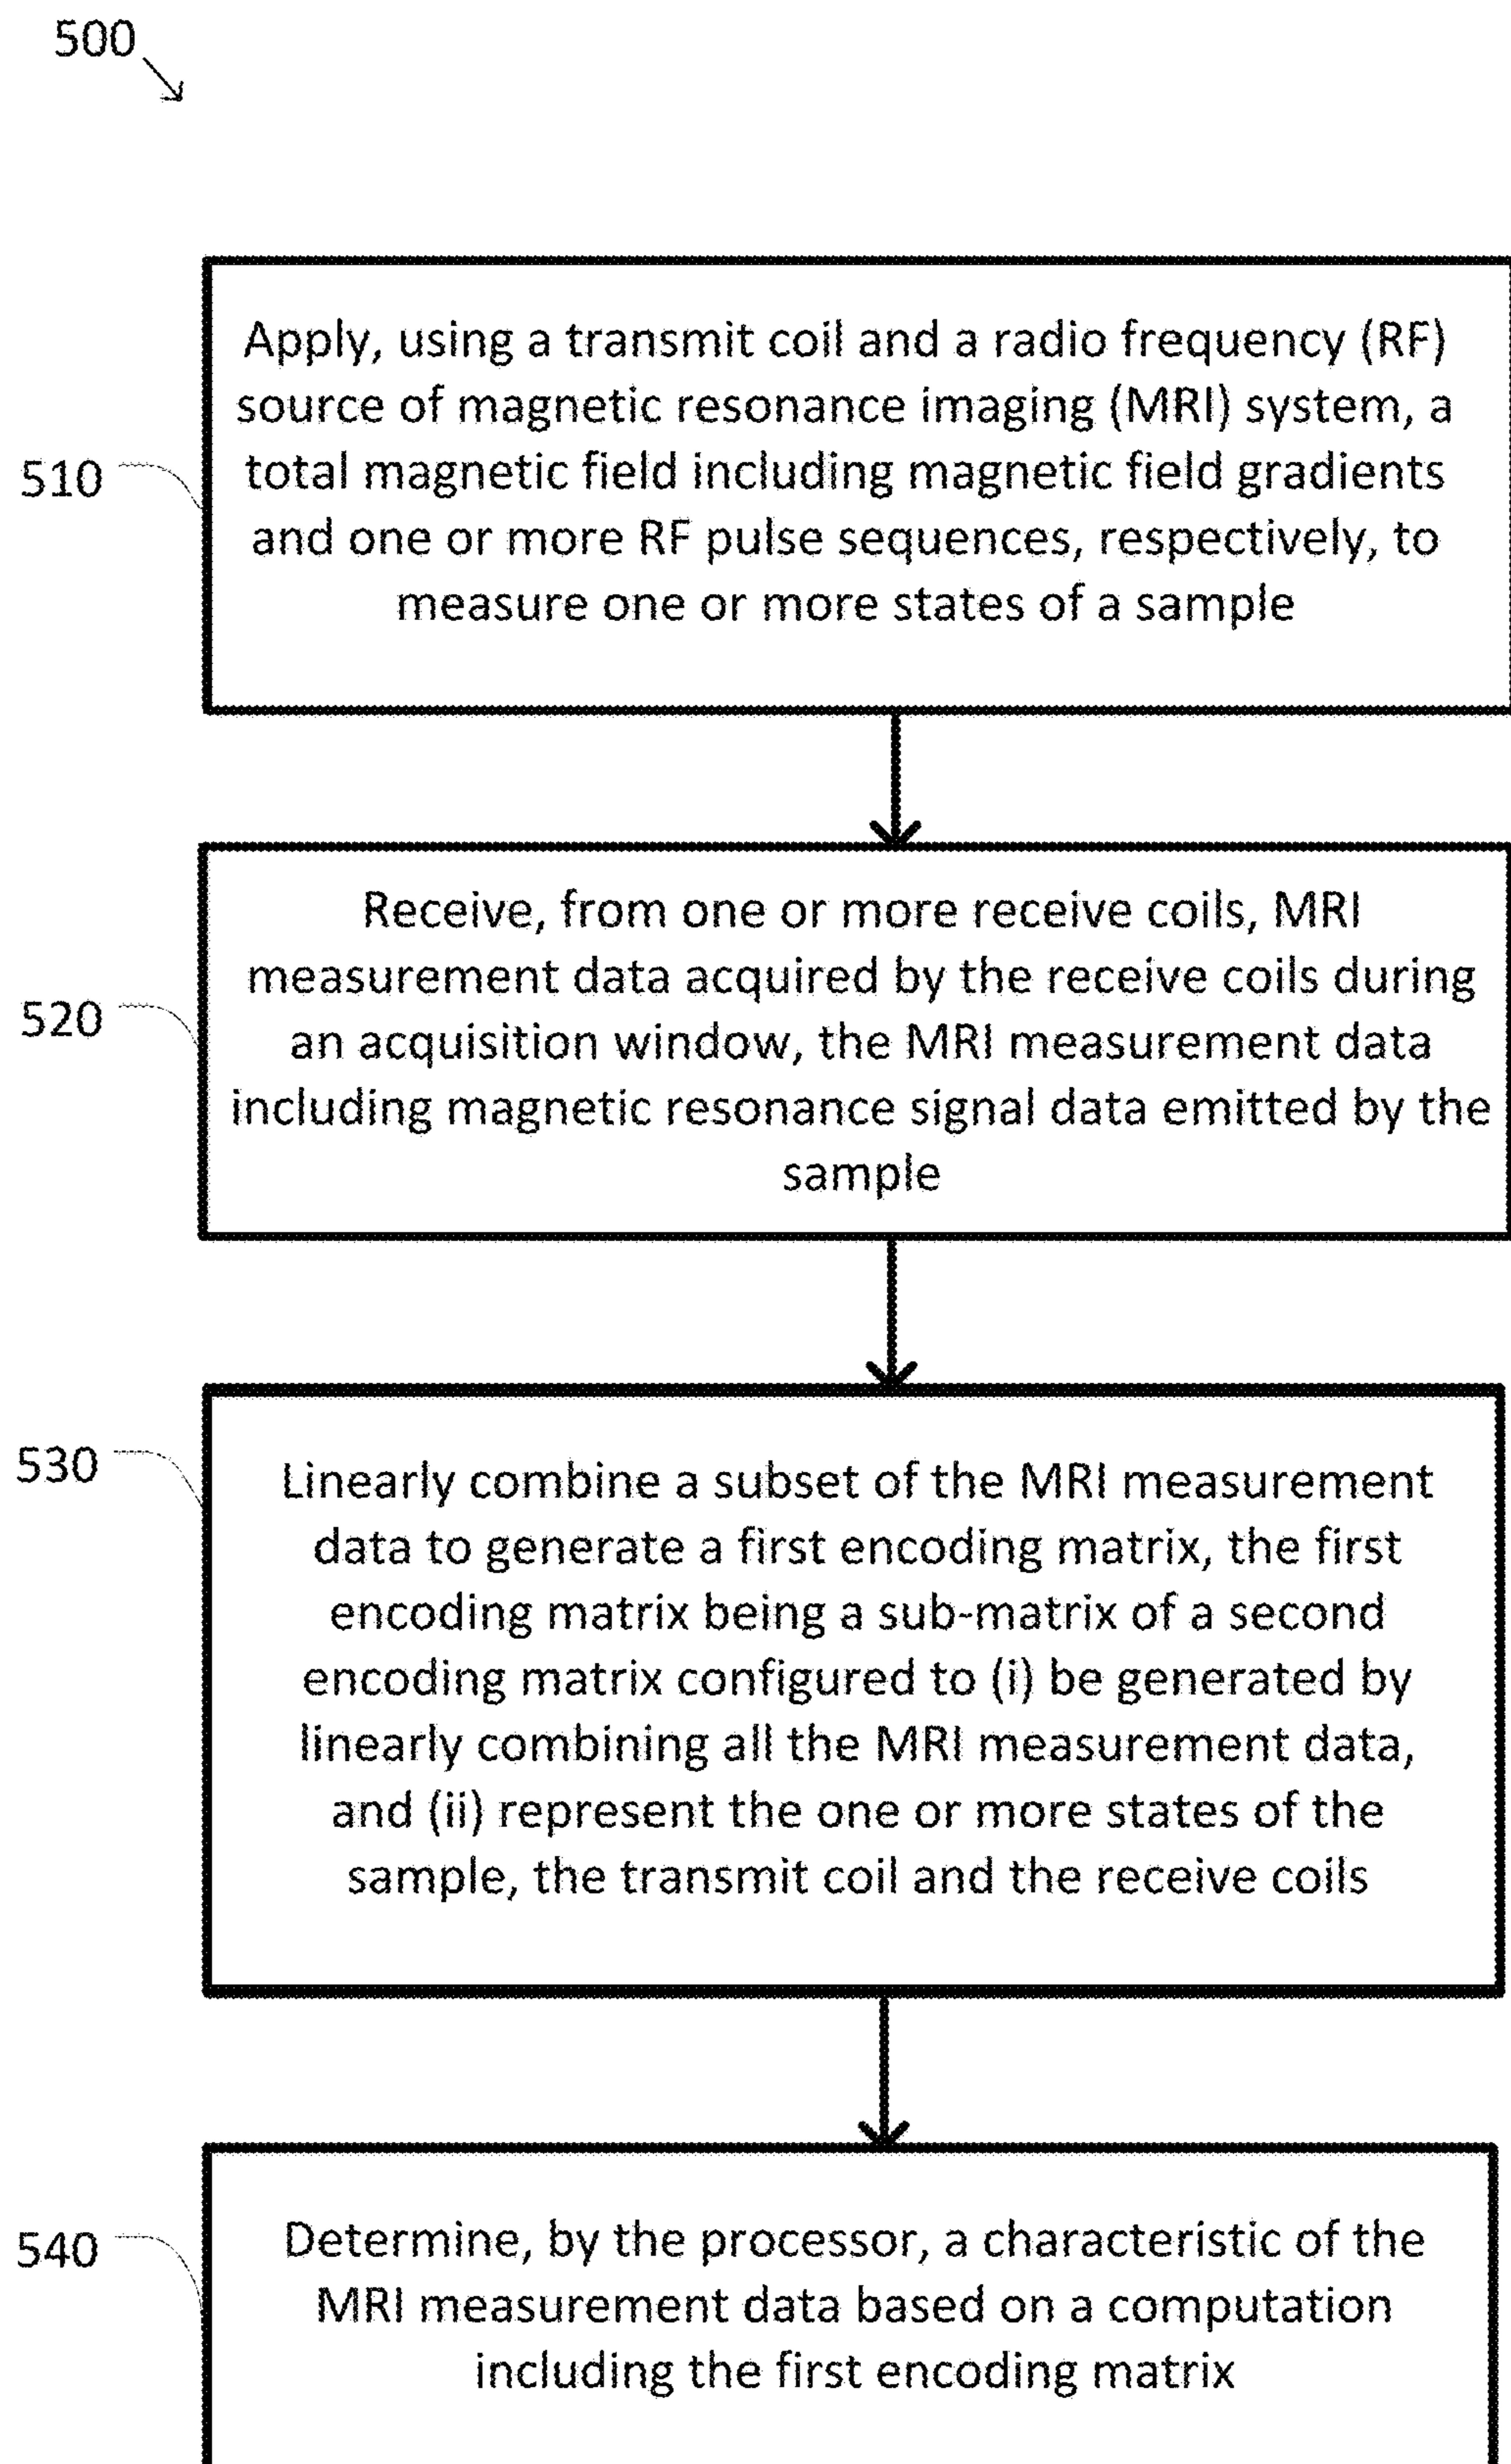 500
Apply, using a transmit coil and a radio frequency (RF)
source of magnetic resonance imaging (MRI) system, a
total magnetic field including magnetic field gradients
and one or more RF pulse sequences, respectively, to
measure one or more states of a sample
510
Receive, from one or more receive coils, MRI
measurement data acquired by the receive coils during
an acquisition window, the MRI measurement data
including magnetic resonance signal data emitted by the
sample
520
Linearly combine a subset of the MRI measurement
data to generate a first encoding matrix, the first
encoding matrix being a sub-matrix of a second
encoding matrix configured to (i) be generated by
linearly combining all the MRI measurement data,
and (ii) represent the one or more states of the
sample, the transmit coil and the receive coils
530
Determine, by the processor, a characteristic of the
MRI measurement data based on a computation
including the first encoding matrix
540